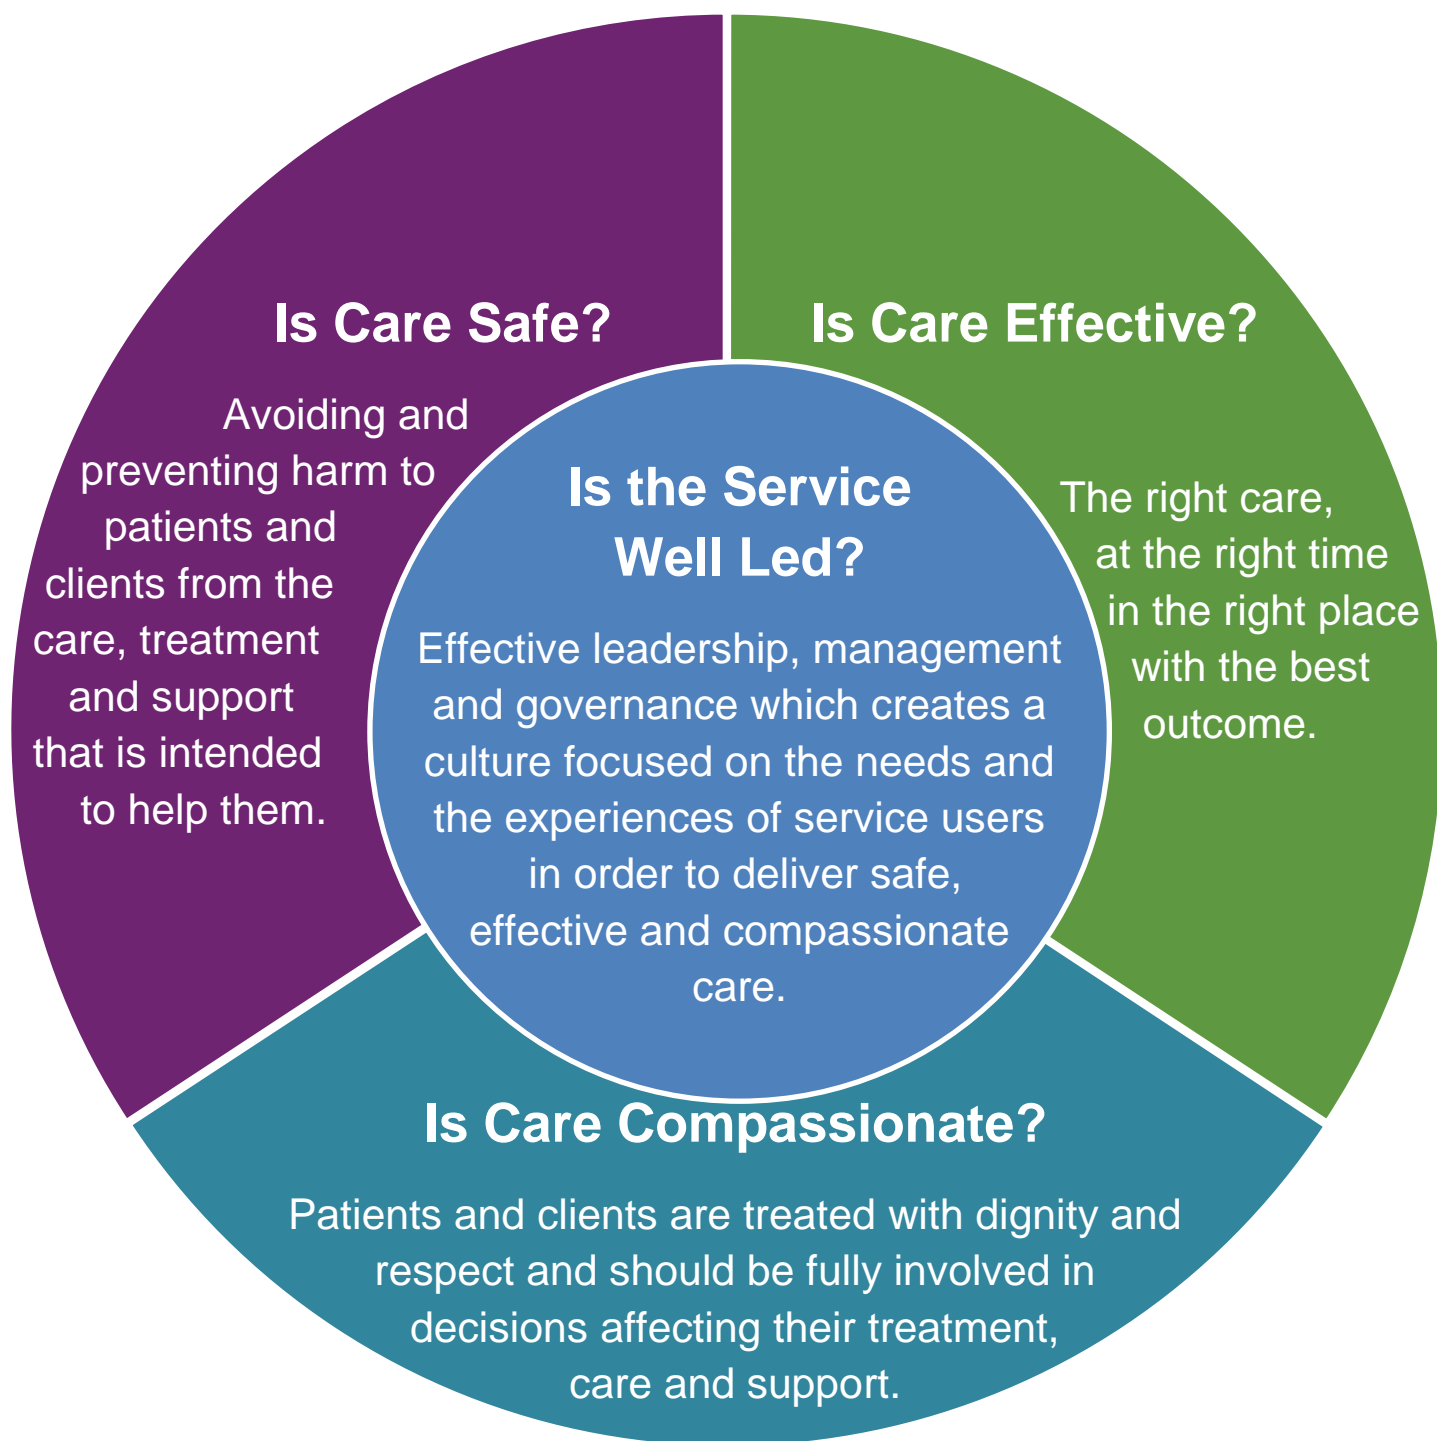 Is Care Safe?
Avoiding and
preventing harm to
patients and
clients from the
care, treatment
and support
that is intended
to help them.
Is Care Effective?
The right care,
at the right time
in the right place
with the best
outcome.
Is the Service
Well Led?
Effective leadership, management
and governance which creates a
culture focused on the needs and
the experiences of service users
in order to deliver safe,
effective and compassionate
care.
Is Care Compassionate?
Patients and clients are treated with dignity and
respect and should be fully involved in
decisions affecting their treatment,
care and support.